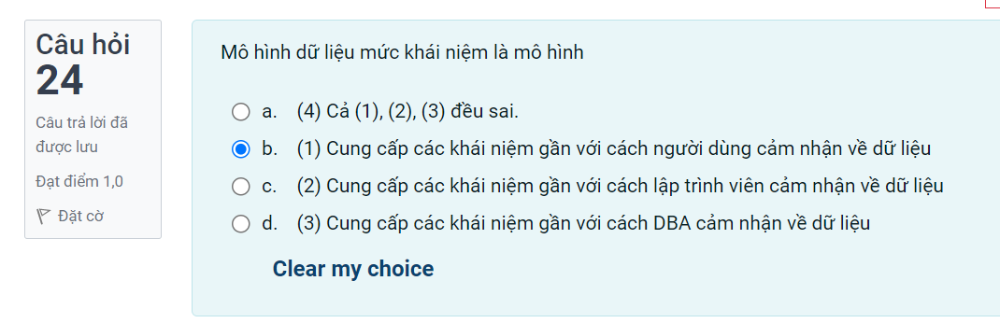 Câu hỏi
24
Câu trả lời đã
được lưu
Đạt điểm 1,0
Đặt cờ
Mô hình dữ liệu mức khái niệm là mô hình
a. (4) Cả (1), (2), (3) đều sai.
b. (1) Cung cấp các khái niệm gần với cách người dùng cảm nhận về dữ liệu
c. (2) Cung cấp các khái niệm gần với cách lập trình viên cảm nhận về dữ liệu
d. (3) Cung cấp các khái niệm gần với cách DBA cảm nhận về dữ liệu
Clear my choice